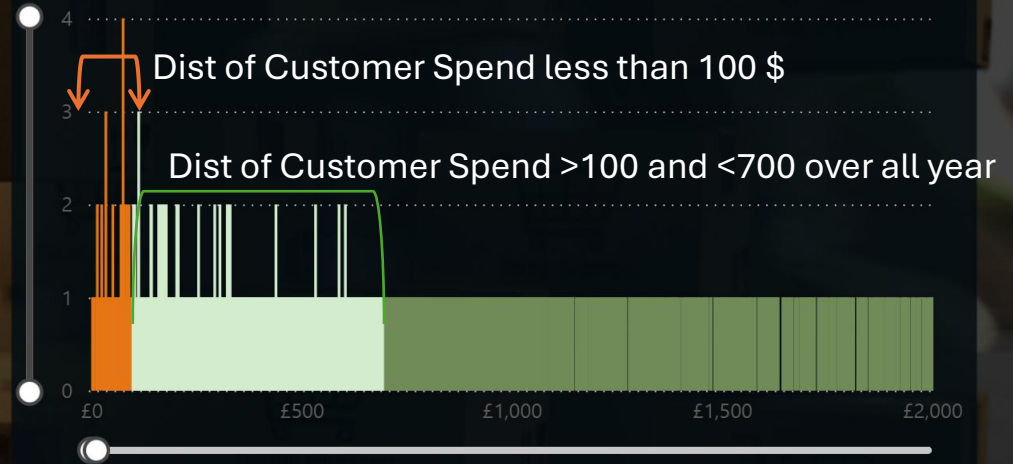 4
Dist of Customer Spend less than 100 $
3
Dist of Customer Spend >100 and <700 over all year
2
1
0
£0 £500 £1,000 £1,500 £2,000